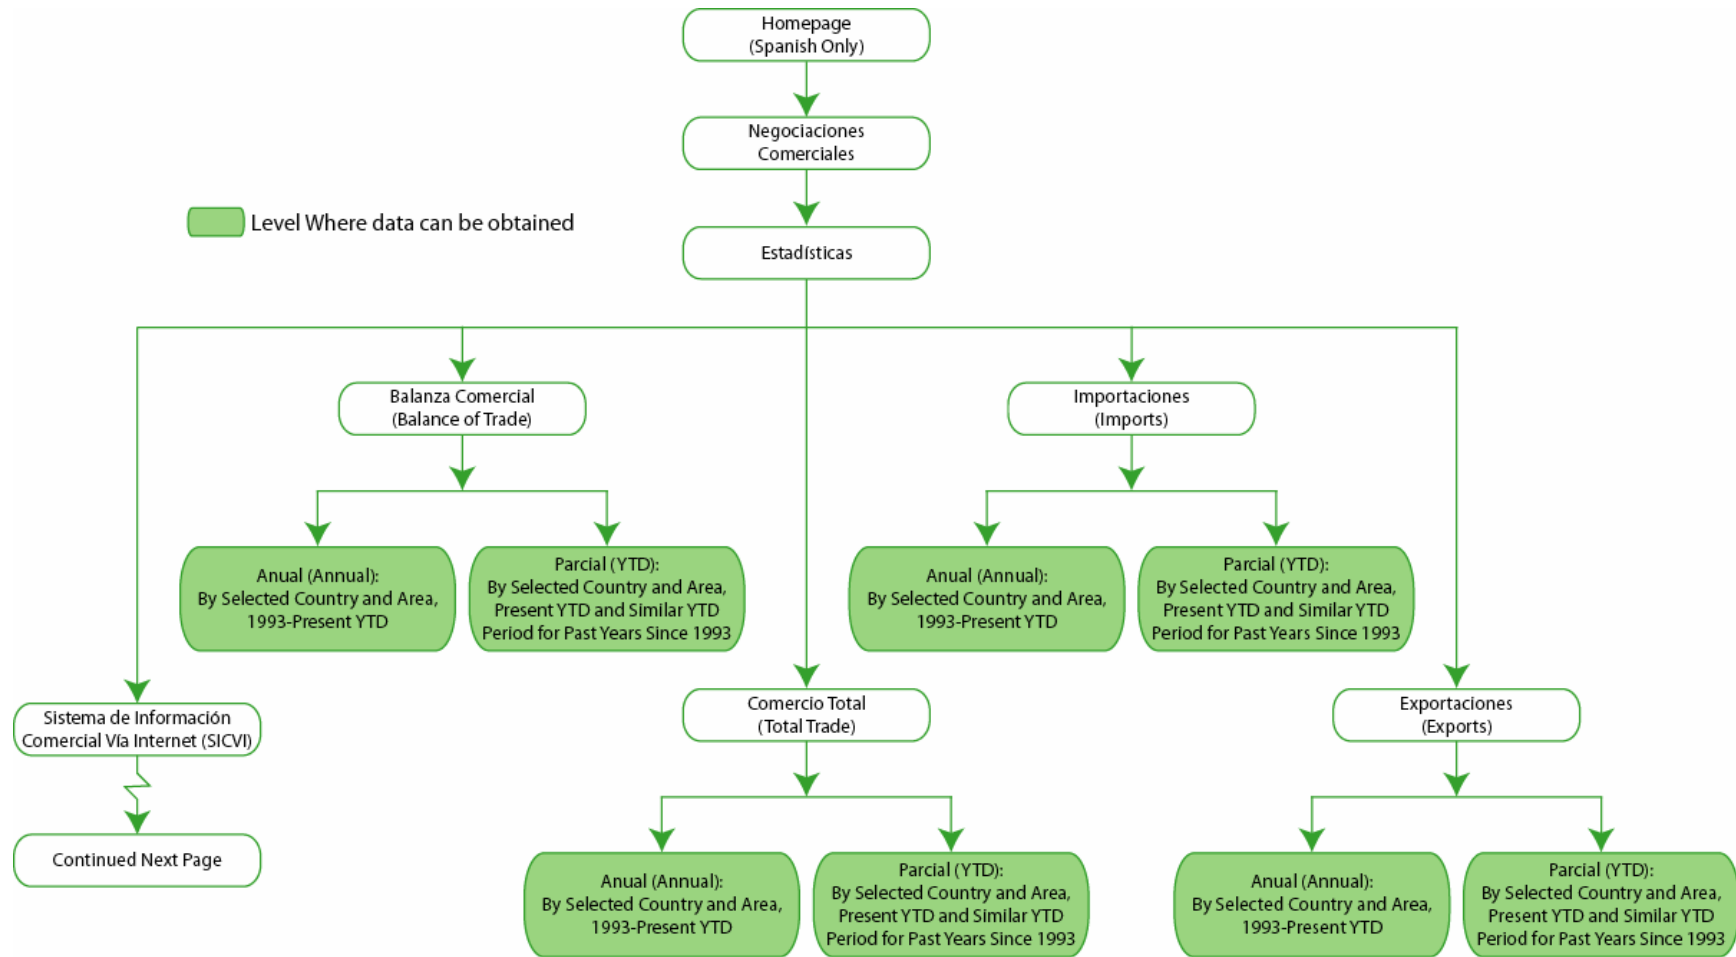 Homepage
(Spanish Only)
Negociaciones
Comerciales
Level Where data can be obtained
Estadísticas
Balanza Comercial
(Balance of Trade)
Importaciones
(Imports)
Anual (Annual):
By Selected Country and Area,
1993-Present YTD
Parcial (YTD):
By Selected Country and Area,
Present YTD and Similar YTD
Period for Past Years Since 1993
Anual (Annual):
By Selected Country and Area,
1993-Present YTD
Parcial (YTD):
By Selected Country and Area,
Present YTD and Similar YTD
Period for Past Years Since 1993
Sistema de Información
Comercial Vía Internet (SICVI)
Comercio Total
(Total Trade)
Exportaciones
(Exports)
Continued Next Page
Anual (Annual):
By Selected Country and Area,
1993-Present YTD
Parcial (YTD):
By Selected Country and Area,
Present YTD and Similar YTD
Period for Past Years Since 1993
Anual (Annual):
By Selected Country and Area,
1993-Present YTD
Parcial (YTD):
By Selected Country and Area,
Present YTD and Similar YTD
Period for Past Years Since 1993